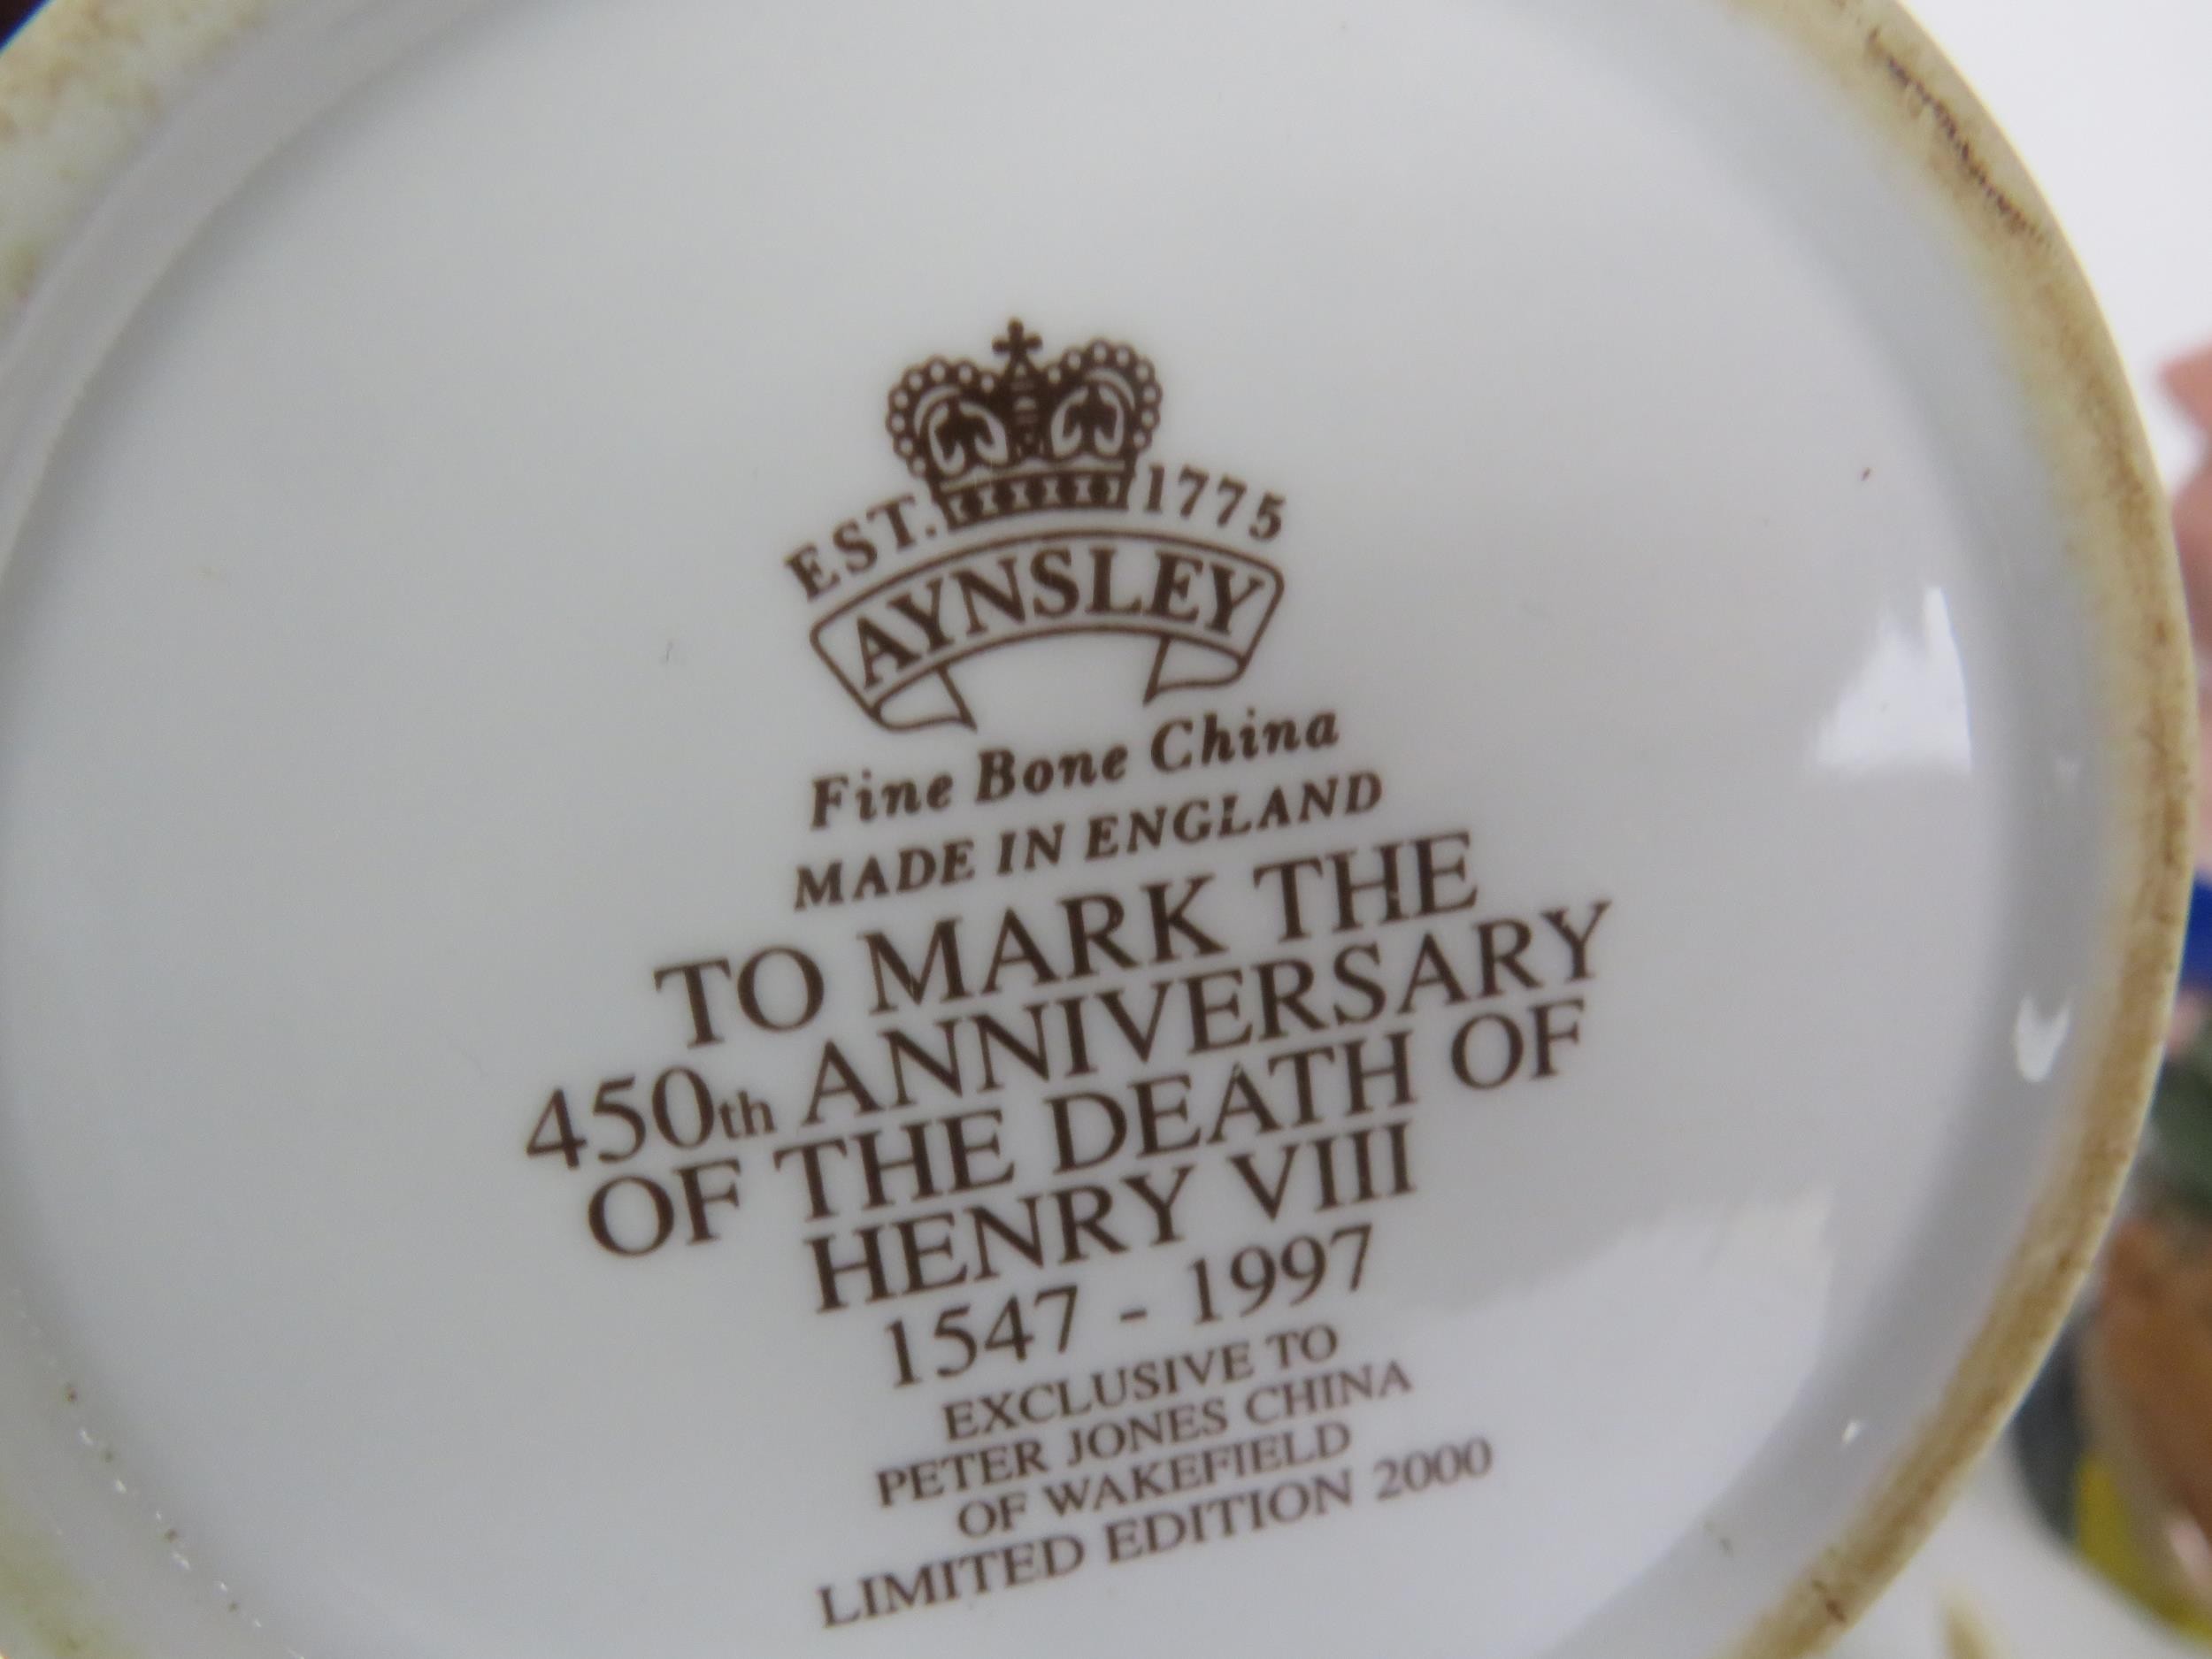 EST. 1775
AYNSLEY
Fine Bone China
MADE IN ENGLAND
TO MARK THE
450th ANNIVERSARY
OF THE DEATH OF
HENRY VIII
1547 - 1997
EXCLUSIVE TO
PETER JONES CHINA
OF WAKEFIELD
LIMITED EDITION 2000